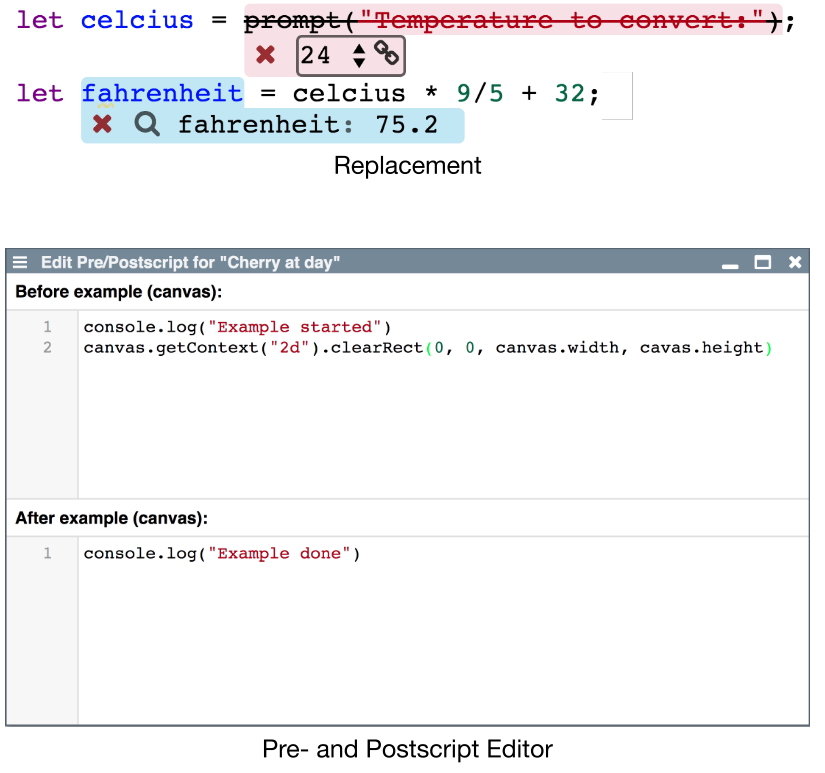 let celcius = prompt("Temperature to convert:");
24
let fahrenheit = celcius * 9/5 + 32;
fahrenheit: 75.2
Replacement
Edit Pre/Postscript for "Cherry at day"
Before example (canvas):
1 console.log("Example started")
2 canvas.getContext("2d").clearRect(0, 0, canvas.width, cavas.height)
After example (canvas):
1 console.log("Example done")
Pre- and Postscript Editor